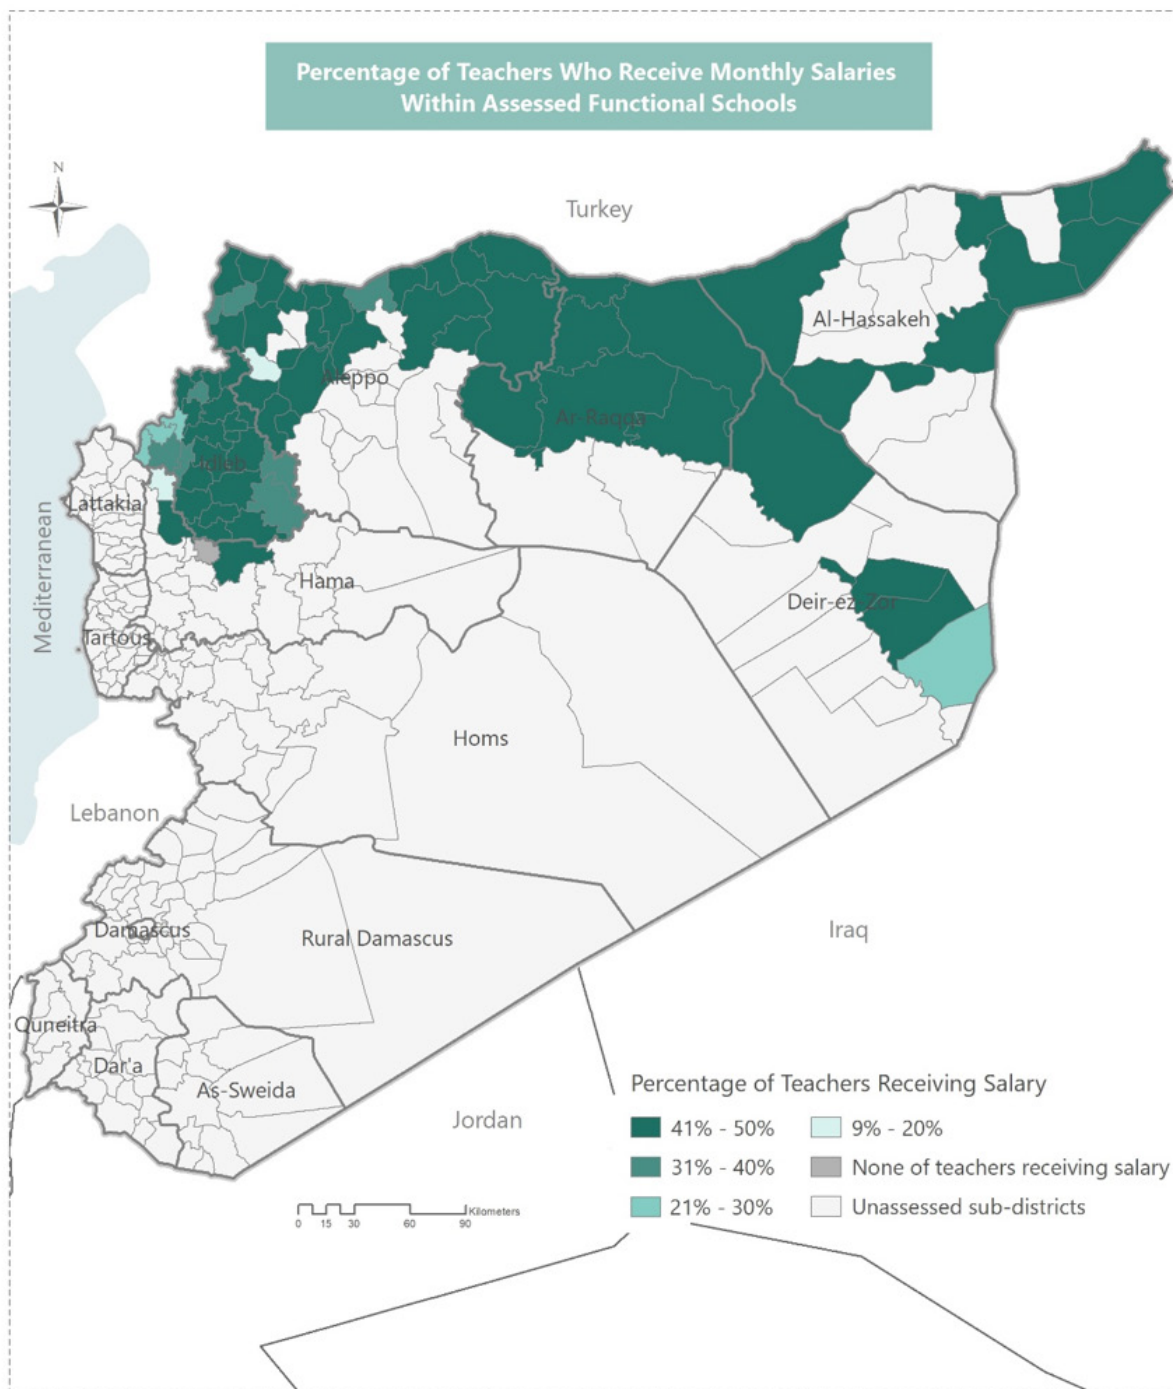 Percentage of Teachers Who Receive Monthly Salaries
Within Assessed Functional Schools
N
Turkey
Al-Hassakeh
Aleppo
Ar-Raqqa
Idleb
Lattakia
Mediterranean
Hama
Deir-ez-Zor
Tartous
Homs
Lebanon
Damascus
Rural Damascus
Iraq
Quneitra
Dar'a
As-Sweida
Jordan
Percentage of Teachers Receiving Salary
41% - 50%
9% - 20%
31% - 40%
None of teachers receiving salary
21% - 30%
Unassessed sub-districts
Kilometers
0 15 30 60 90